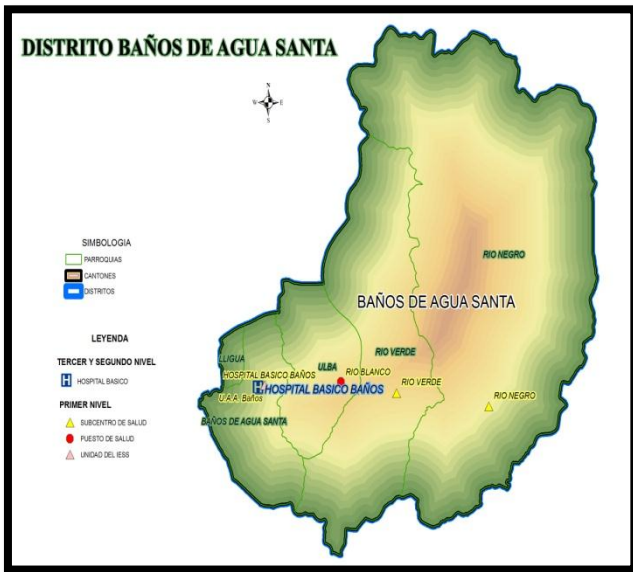 DISTRITO BAÑOS DE AGUA SANTA
N
W E
S
SIMBOLOGIA
PARROQUIAS
CANTONES
DISTRITOS
LEYENDA
TERCER Y SEGUNDO NIVEL
H HOSPITAL BASICO
PRIMER NIVEL
SUBCENTRO DE SALUD
PUESTO DE SALUD
UNIDAD DEL IESS
RIO NEGRO
BAÑOS DE AGUA SANTA
RIO VERDE
LLIGUA
ULBA
HOSPITAL BASICO BAÑOS
RIO BLANCO
H HOSPITAL BASICO BAÑOS
RIO VERDE
U.A.A. Baños
RIO NEGRO
BAÑOS DE AGUA SANTA